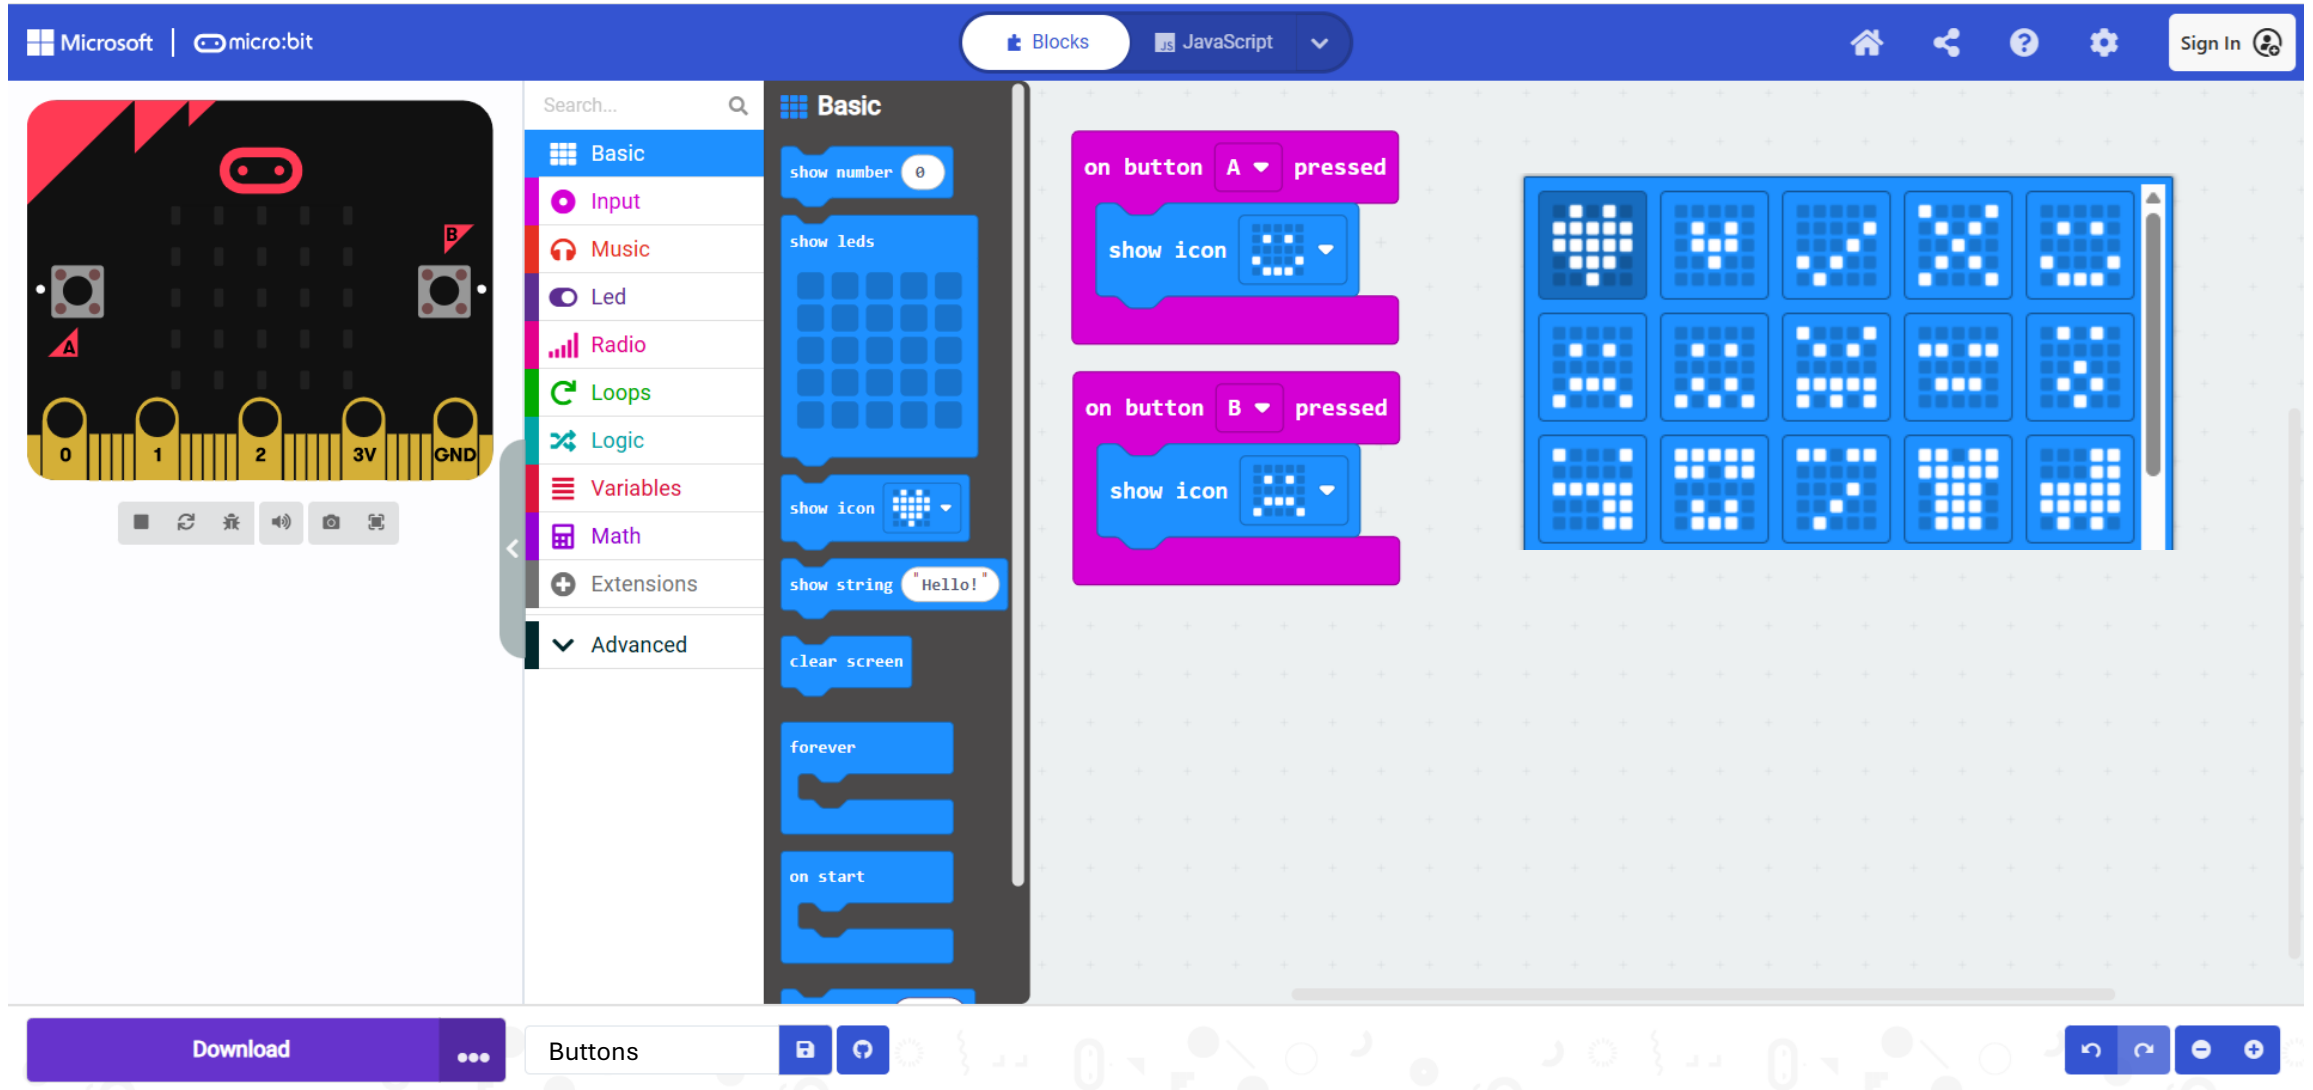 Microsoft | micro:bit
Blocks
JS JavaScript
Sign In
B
A
0 1 2 3V GND
Search...
Basic
Input
Music
Led
Radio
Loops
Logic
Variables
Math
Extensions
Advanced
Basic
show number 0
show leds
show icon
show string "Hello!"
clear screen
forever
on start
on button A pressed
show icon
on button B pressed
show icon
Download
Buttons